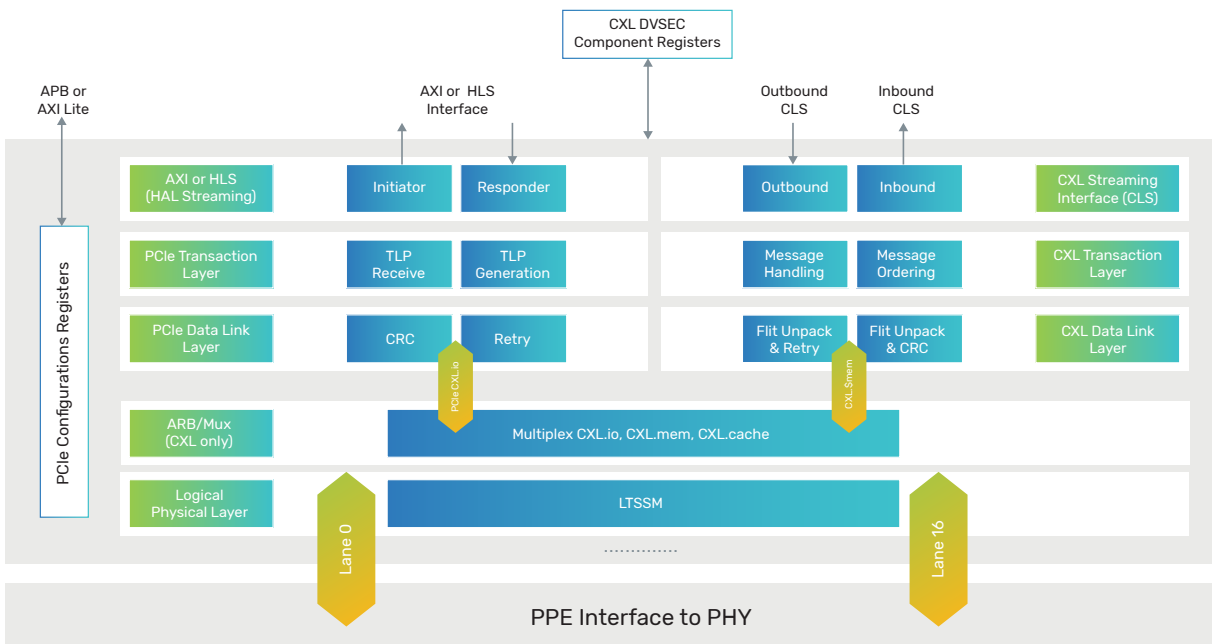 CXL DVSEC
Component Registers
APB or
AXI Lite
AXI or HLS
Interface
Outbound
CLS
Inbound
CLS
AXI or HLS
(HAL Streaming)
Initiator
Responder
Outbound
Inbound
CXL Streaming
Interface (CLS)
PCIe Transaction
Layer
TLP
Receive
TLP
Generation
Message
Handling
Message
Ordering
CXL Transaction
Layer
PCIe Data Link
Layer
CRC
Retry
Flit Unpack
& Retry
Flit Unpack
& CRC
CXL Data Link
Layer
PCIe CXL.io
CXL $mem
PCIe Configurations Registers
ARB/Mux
(CXL only)
Multiplex CXL.io, CXL.mem, CXL.cache
Logical
Physical Layer
LTSSM
Lane 0
Lane 16
..............
PPE Interface to PHY